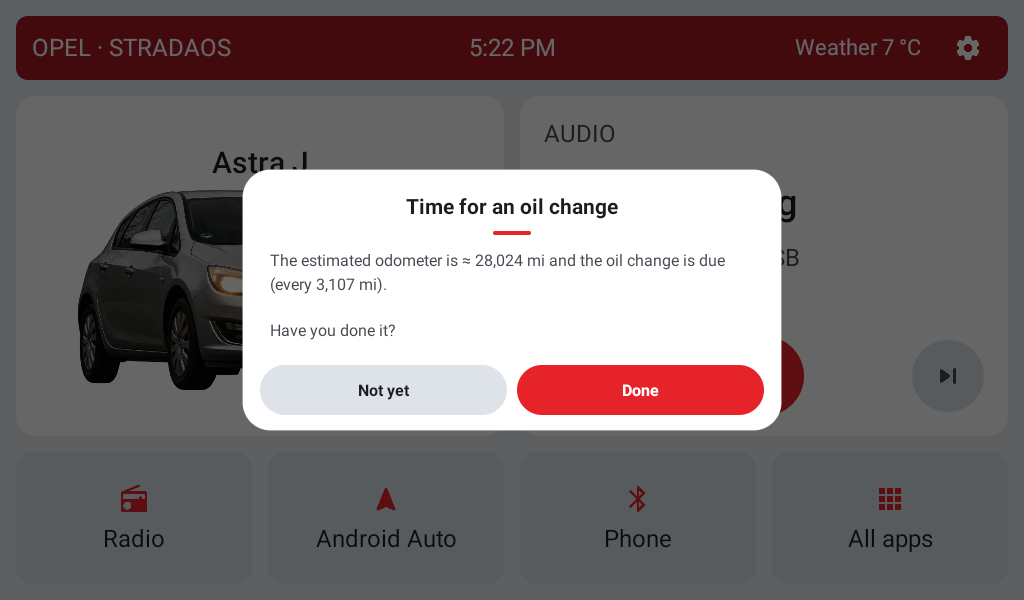 OPEL · STRADAOS
5:22 PM
Weather 7 °C
AUDIO
Time for an oil change
The estimated odometer is ≈ 28,024 mi and the oil change is due
(every 3,107 mi).
Have you done it?
Not yet
Done
Radio
Android Auto
Phone
All apps